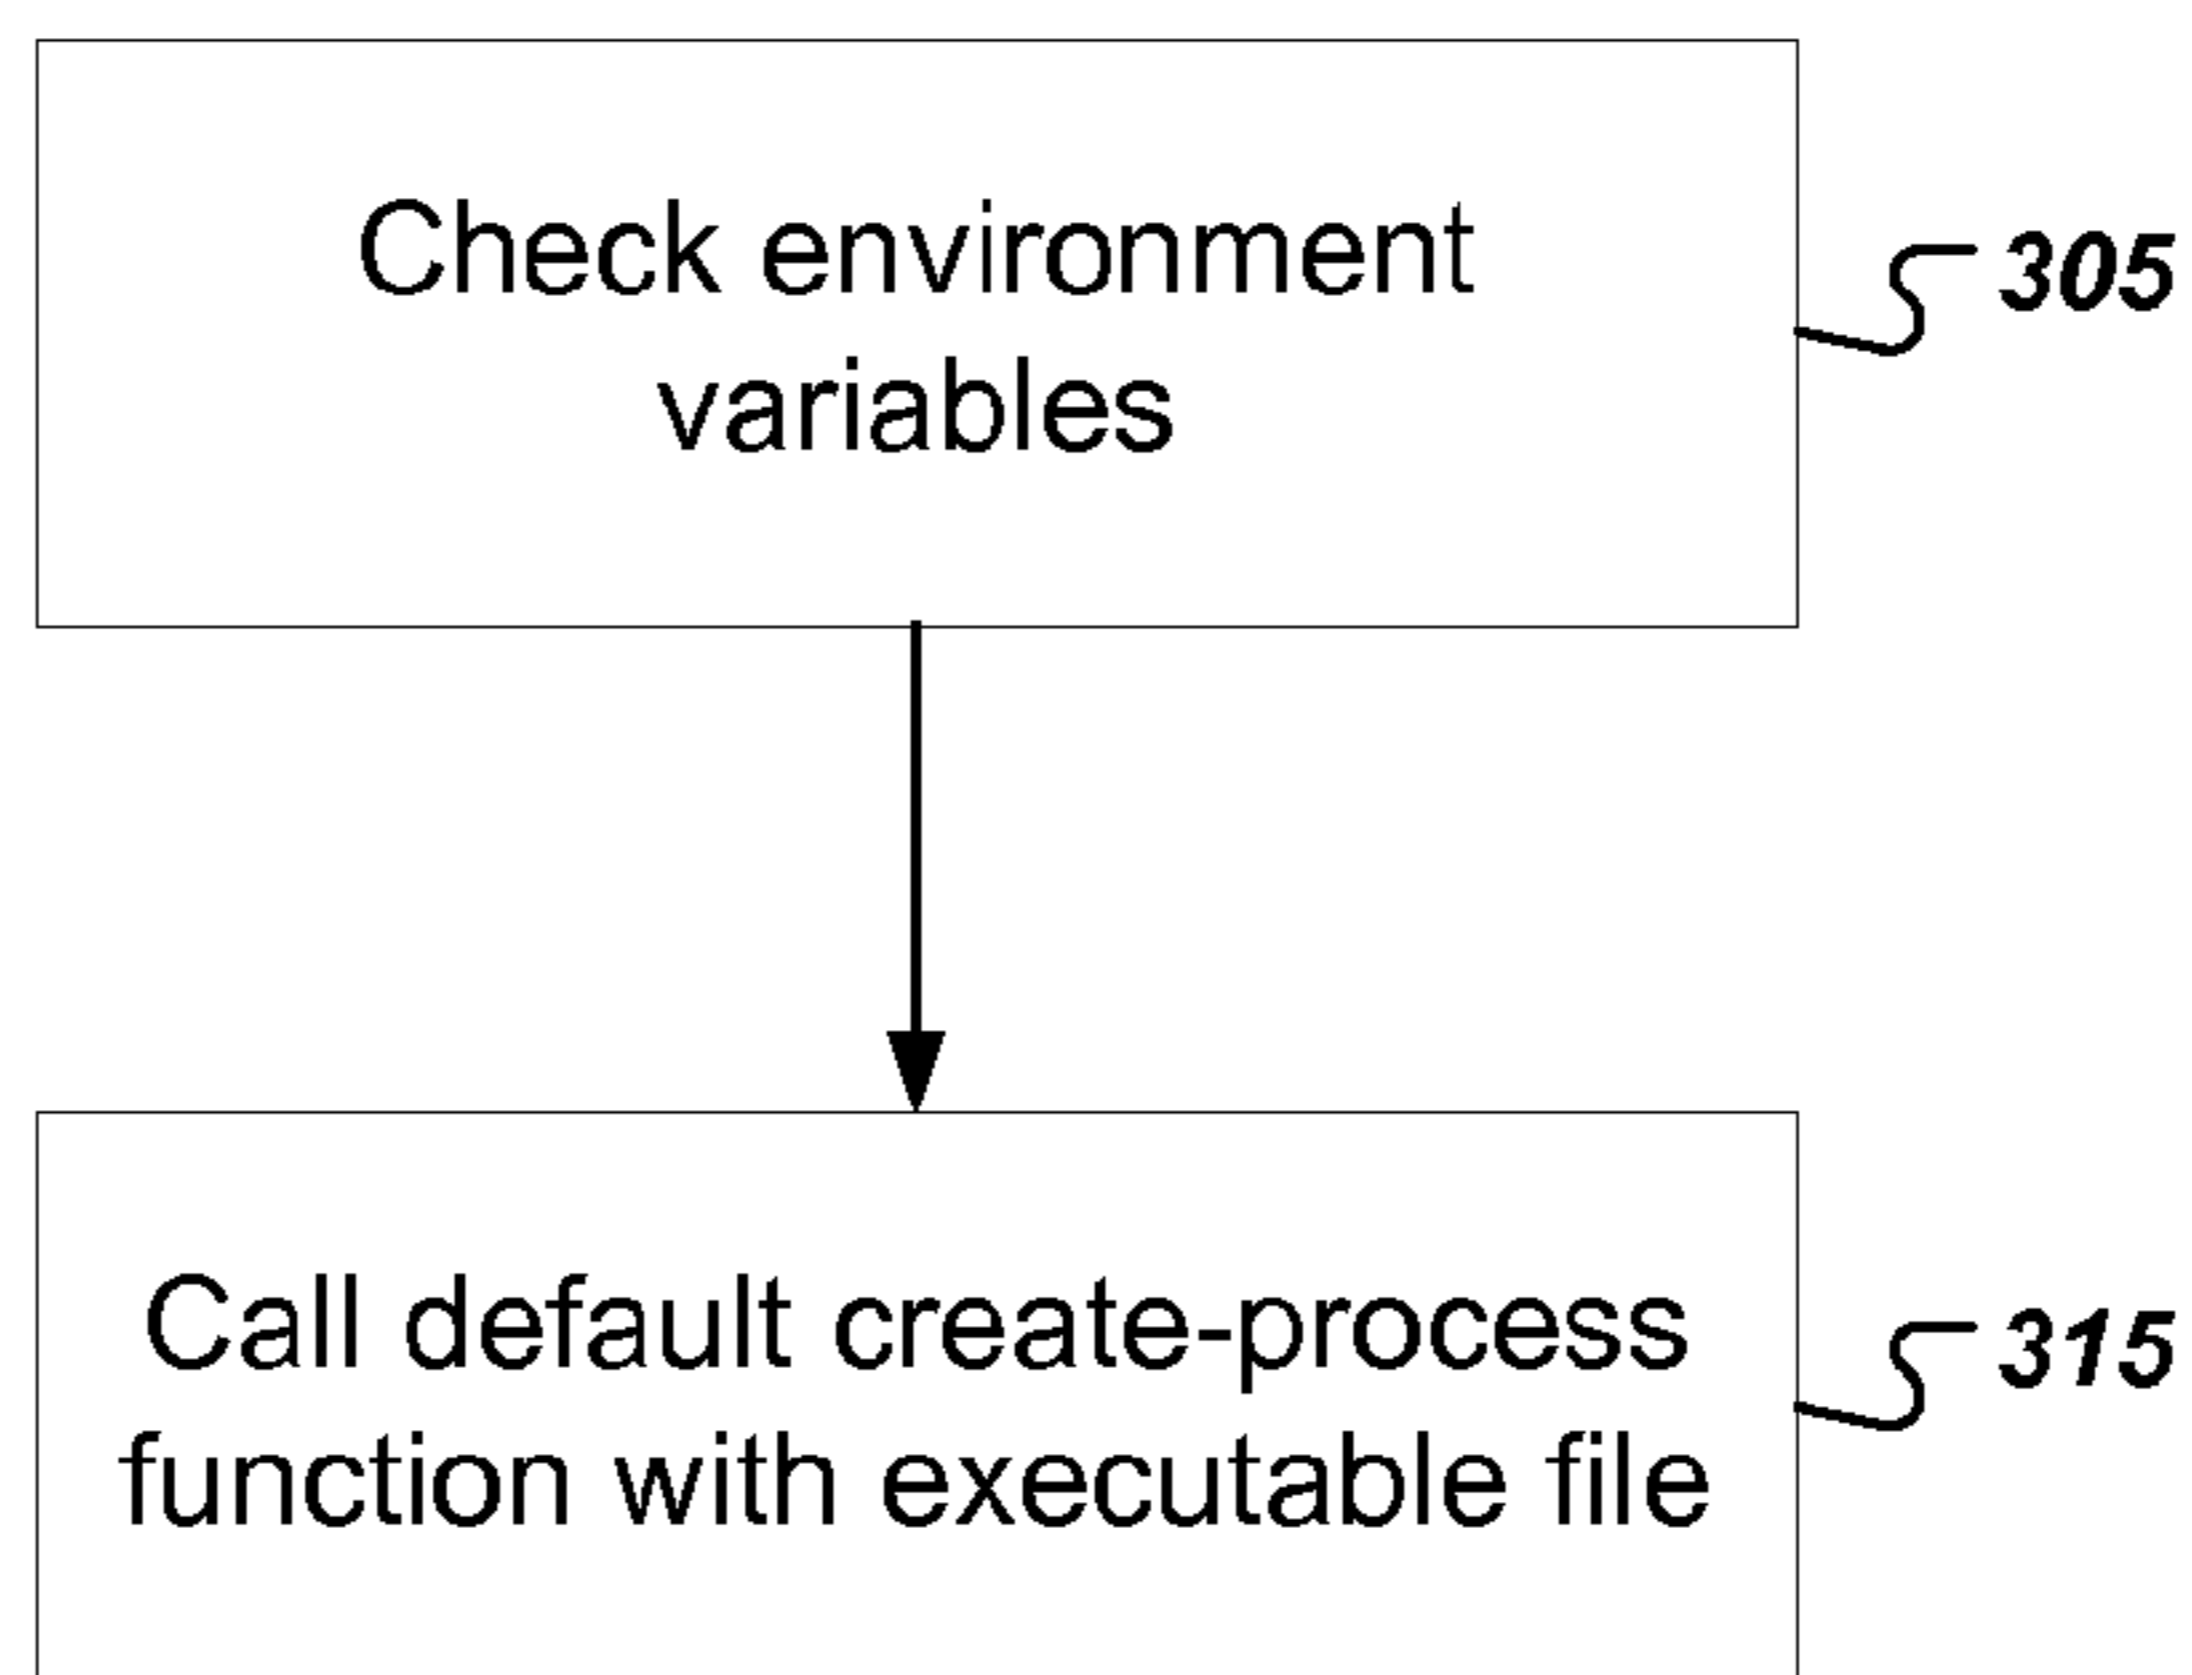 Check environment
variables
305
Call default create-process
function with executable file
315